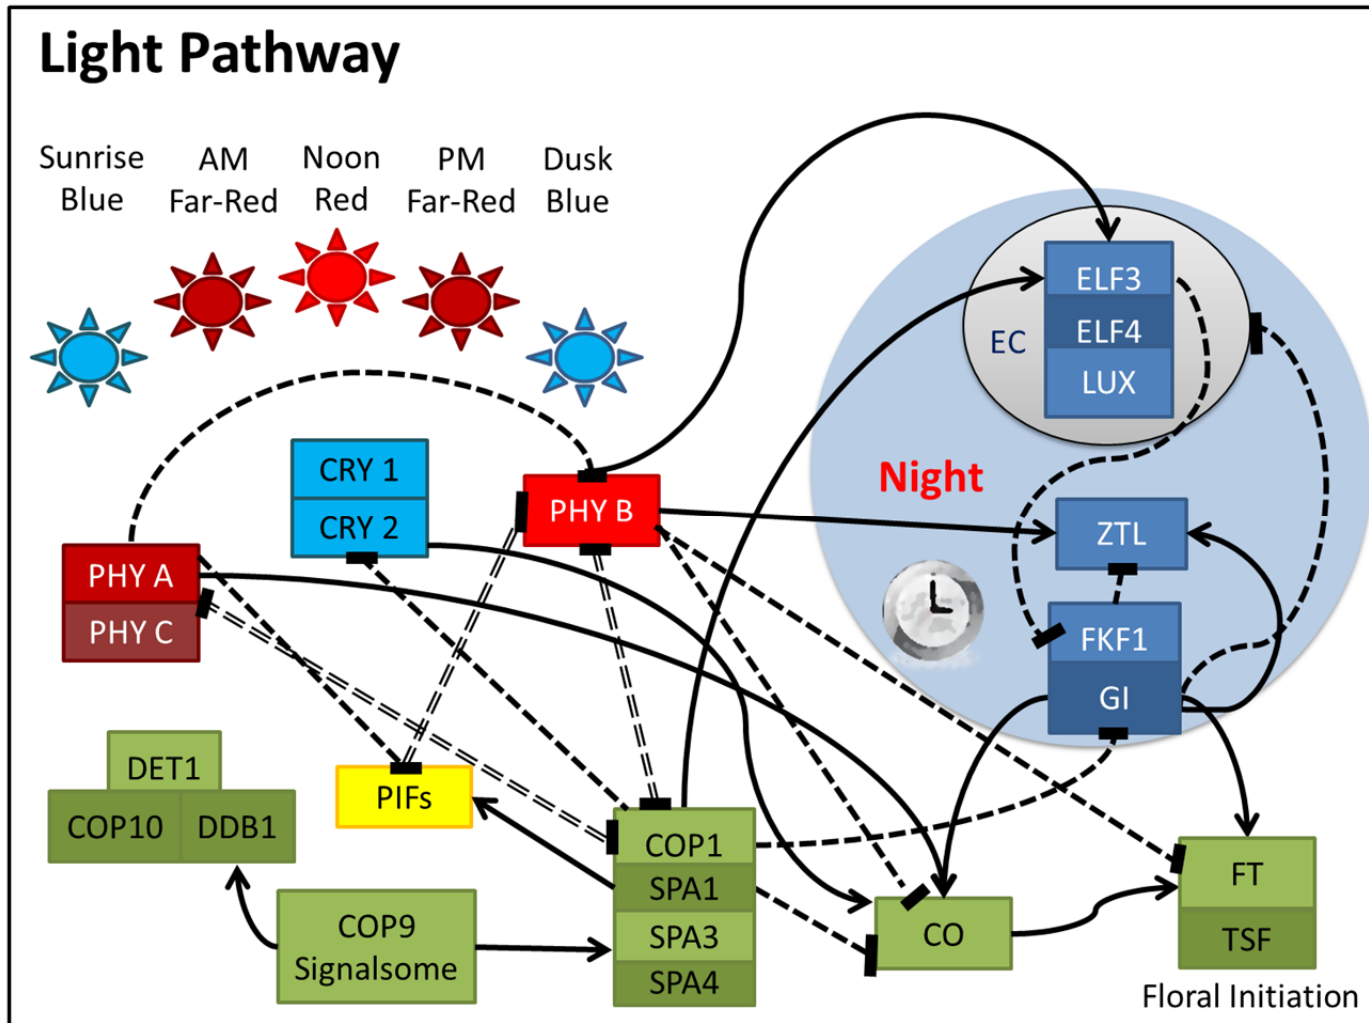 Light Pathway
Sunrise
Blue
AM
Far-Red
Noon
Red
PM
Far-Red
Dusk
Blue
ELF3
ELF4
LUX
EC
Night
CRY 1
CRY 2
PHY B
ZTL
PHY A
PHY C
FKF1
GI
DET1
COP10
DDB1
PIFs
COP1
SPA1
SPA3
SPA4
COP9
Signalsome
CO
FT
TSF
Floral Initiation